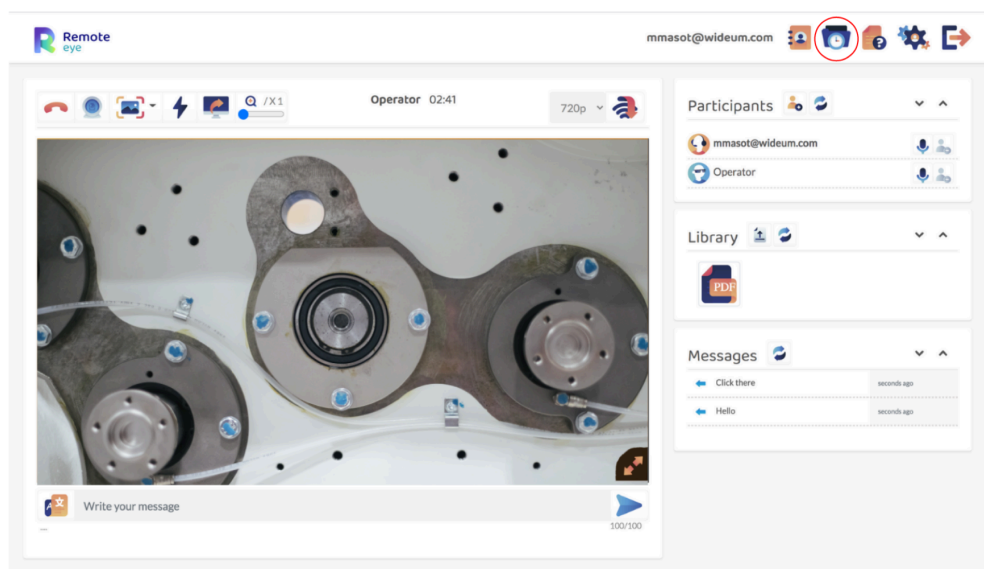 Remote
eye
mmasot@wideum.com
?
/X1
Operator 02:41
720p
Participants
mmasot@wideum.com
Operator
Library
PDF
Messages
Click there
seconds ago
Hello
seconds ago
A 文
Write your message
100/100
...